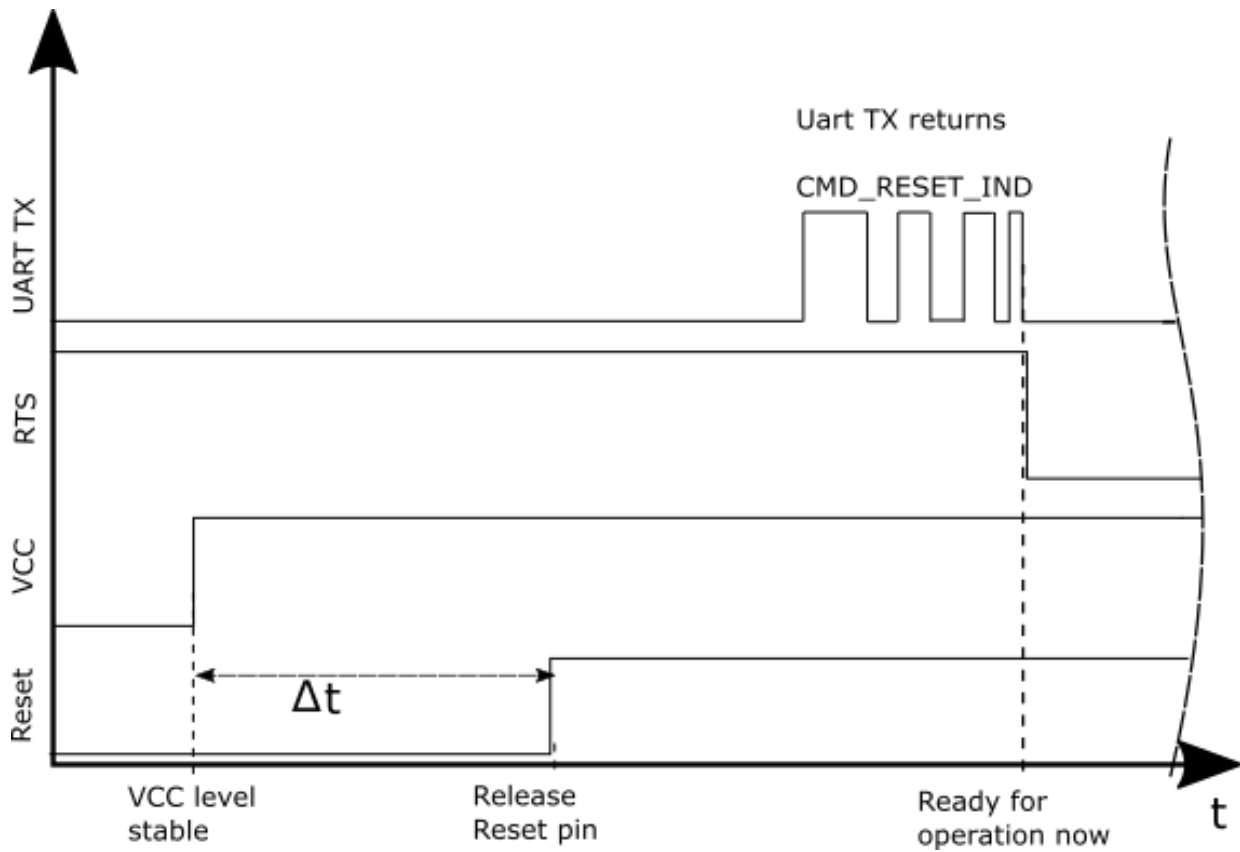 Uart TX returns
CMD_RESET_IND
UART TX
RTS
VCC
Reset
Δt
VCC level
stable
Release
Reset pin
Ready for
operation now
t